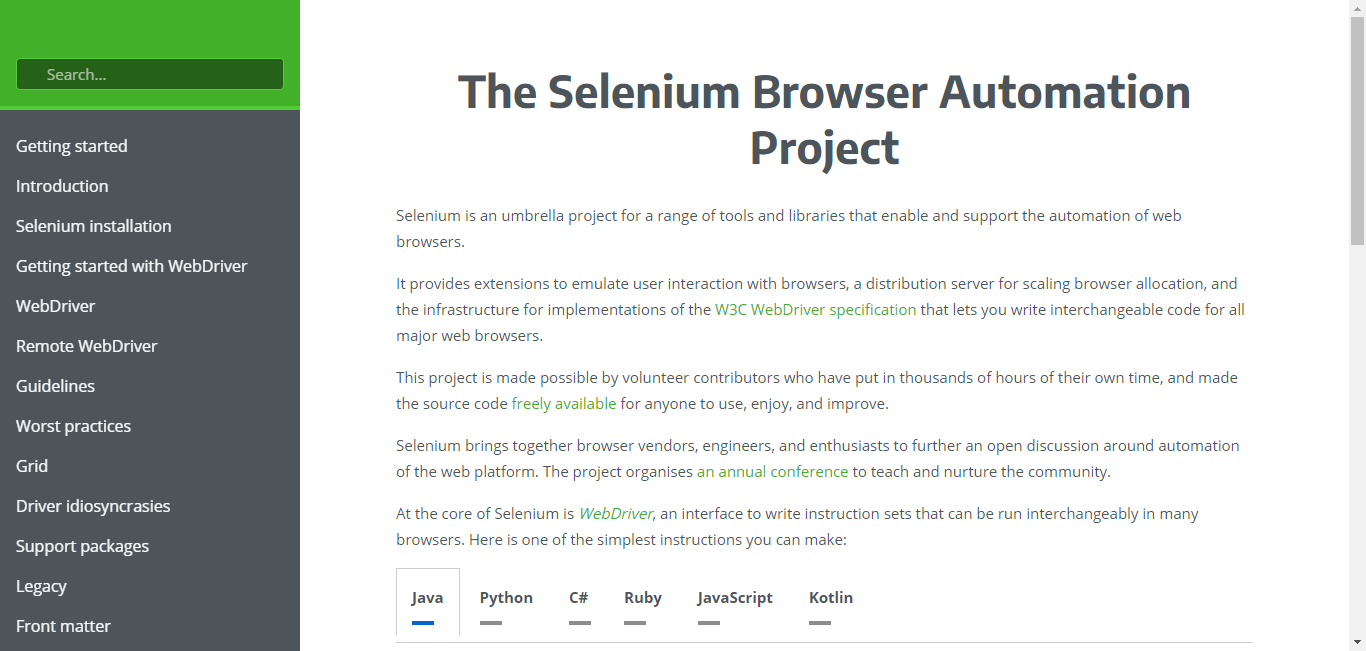 Search...
Getting started
Introduction
Selenium installation
Getting started with WebDriver
WebDriver
Remote WebDriver
Guidelines
Worst practices
Grid
Driver idiosyncrasies
Support packages
Legacy
Front matter
The Selenium Browser Automation
Project
Selenium is an umbrella project for a range of tools and libraries that enable and support the automation of web
browsers.
It provides extensions to emulate user interaction with browsers, a distribution server for scaling browser allocation, and
the infrastructure for implementations of the W3C WebDriver specification that lets you write interchangeable code for all
major web browsers.
This project is made possible by volunteer contributors who have put in thousands of hours of their own time, and made
the source code freely available for anyone to use, enjoy, and improve.
Selenium brings together browser vendors, engineers, and enthusiasts to further an open discussion around automation
of the web platform. The project organises an annual conference to teach and nurture the community.
At the core of Selenium is WebDriver, an interface to write instruction sets that can be run interchangeably in many
browsers. Here is one of the simplest instructions you can make:
Java Python C# Ruby JavaScript Kotlin